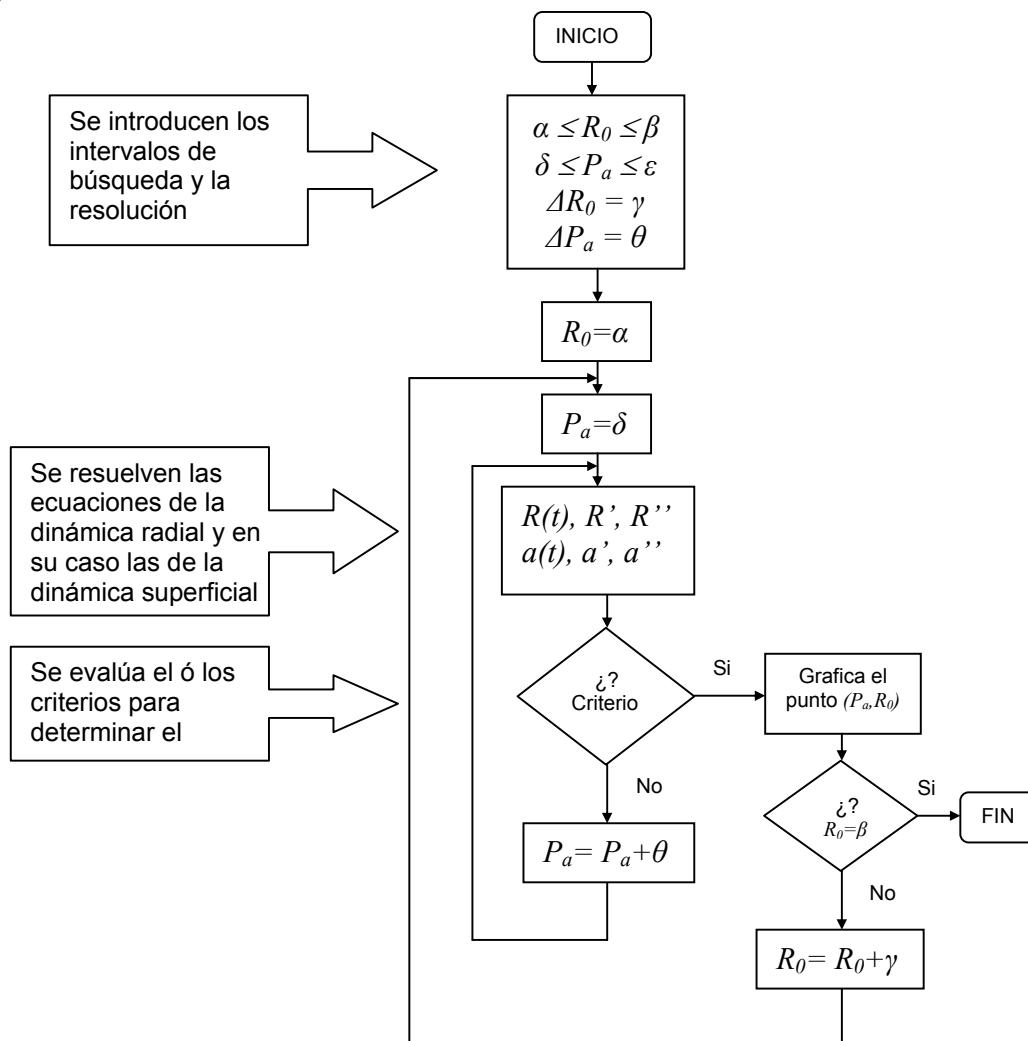 INICIO
Se introducen los
intervalos de
búsqueda y la
resolución
α ≤ R₀ ≤ β
δ ≤ Pₐ ≤ ε
ΔR₀ = γ
ΔPₐ = θ
R₀=α
Pₐ=δ
Se resuelven las
ecuaciones de la
dinámica radial y en
su caso las de la
dinámica superficial
R(t), R’, R’’
a(t), a’, a’’
Se evalúa el ó los
criterios para
determinar el
¿?
Criterio
Si
Grafica el
punto (Pₐ,R₀)
No
Pₐ= Pₐ+θ
¿?
R₀=β
Si
FIN
No
R₀= R₀+γ